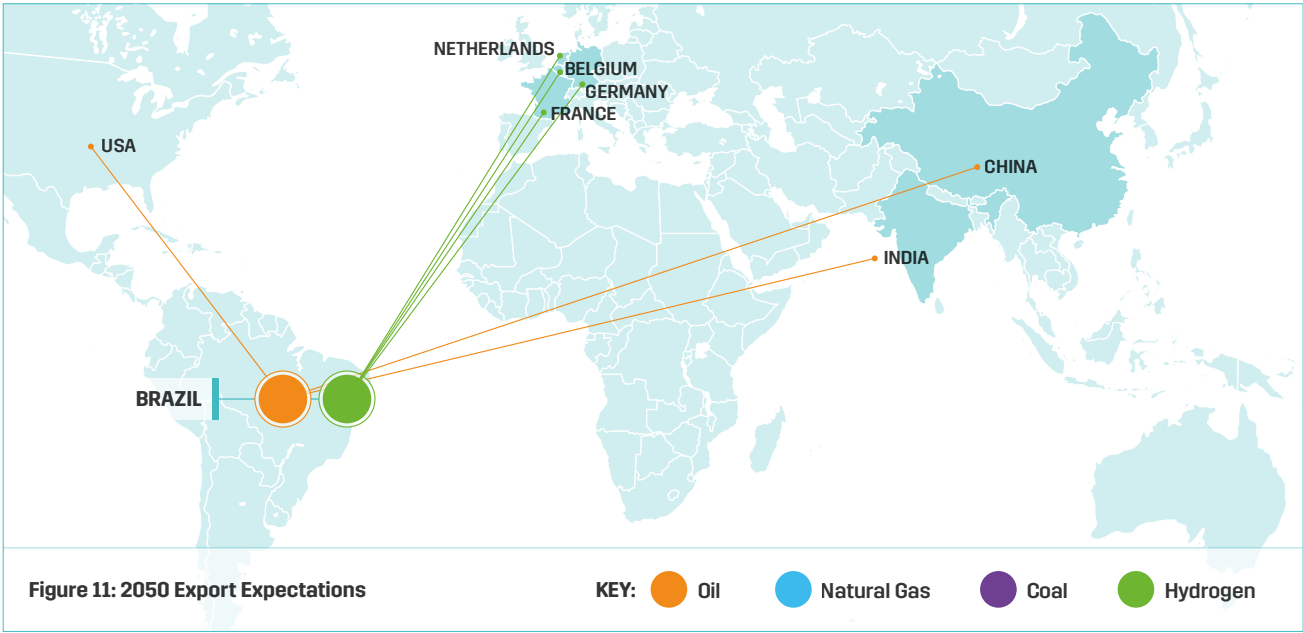 NETHERLANDS
BELGIUM
GERMANY
FRANCE
USA
CHINA
INDIA
BRAZIL
Figure 11: 2050 Export Expectations
KEY: Oil Natural Gas Coal Hydrogen